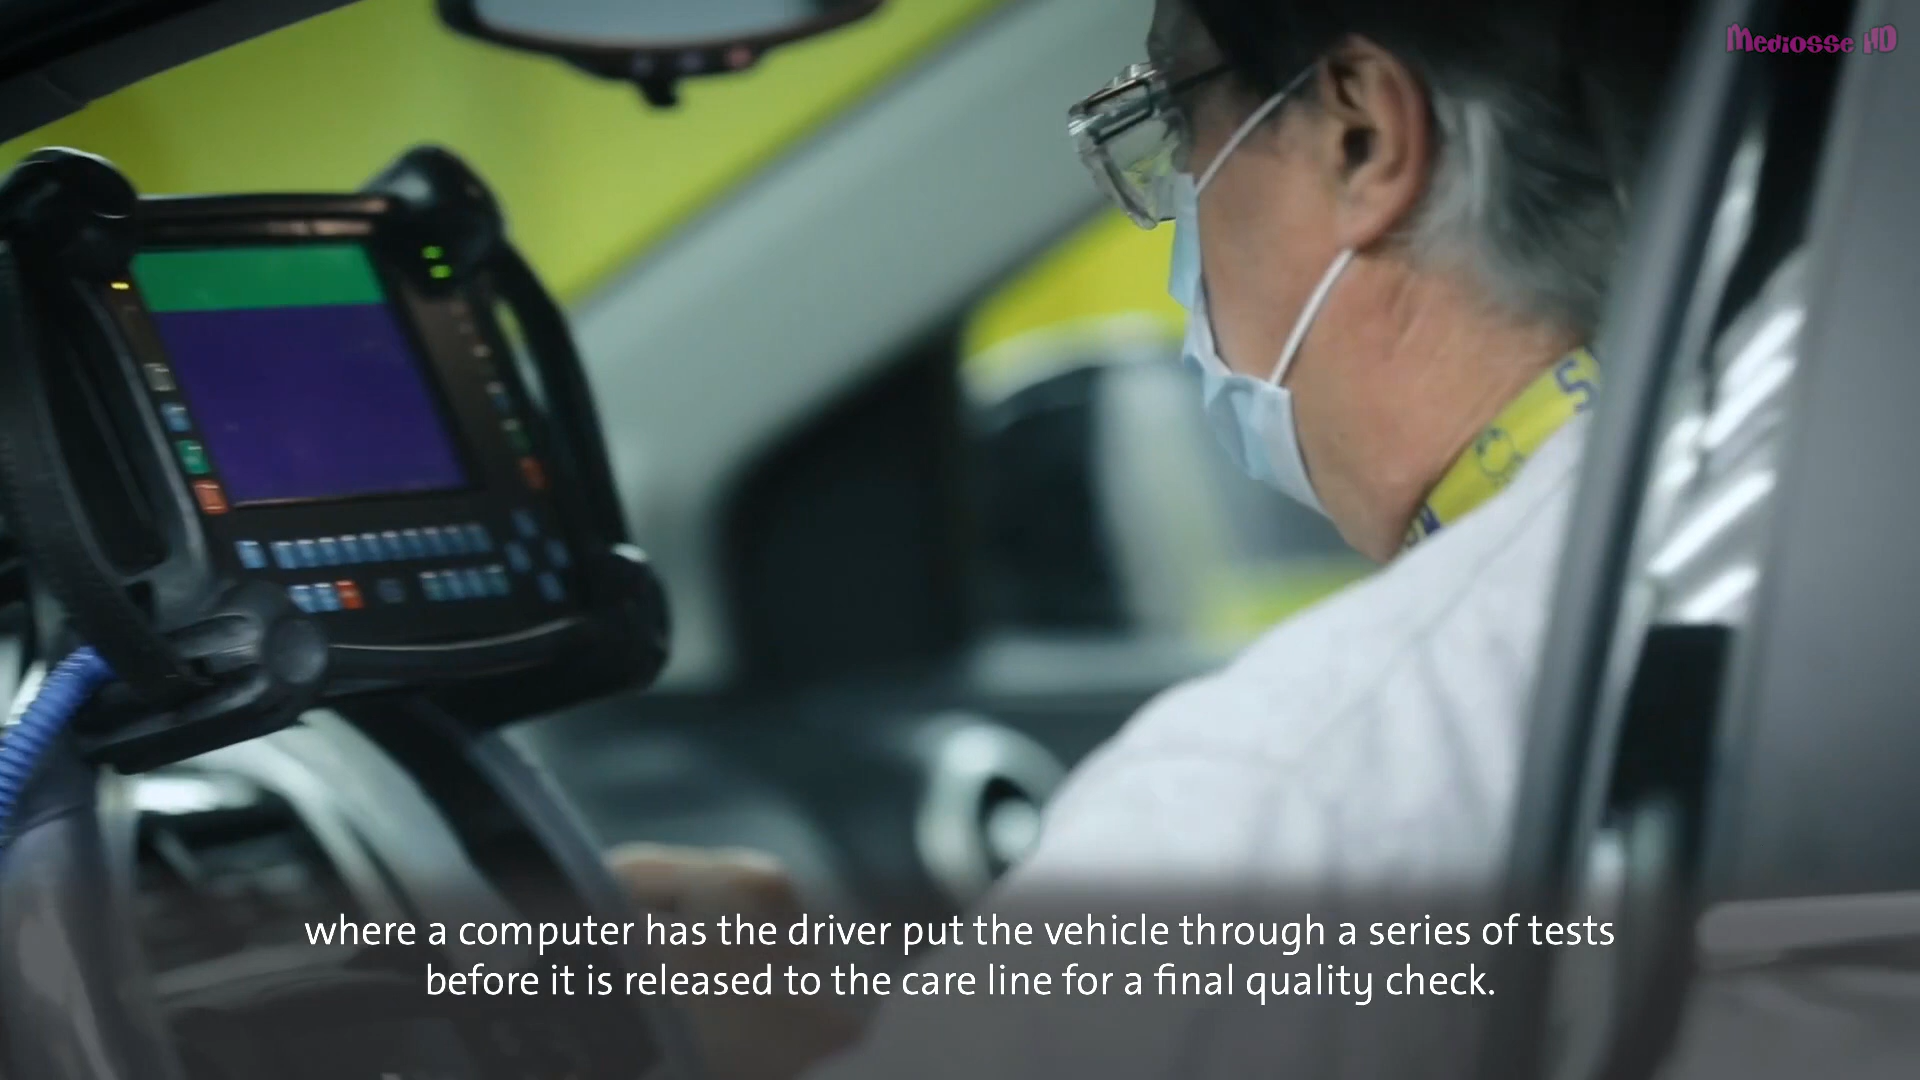 Mediosse HD
where a computer has the driver put the vehicle through a series of tests
before it is released to the care line for a final quality check.